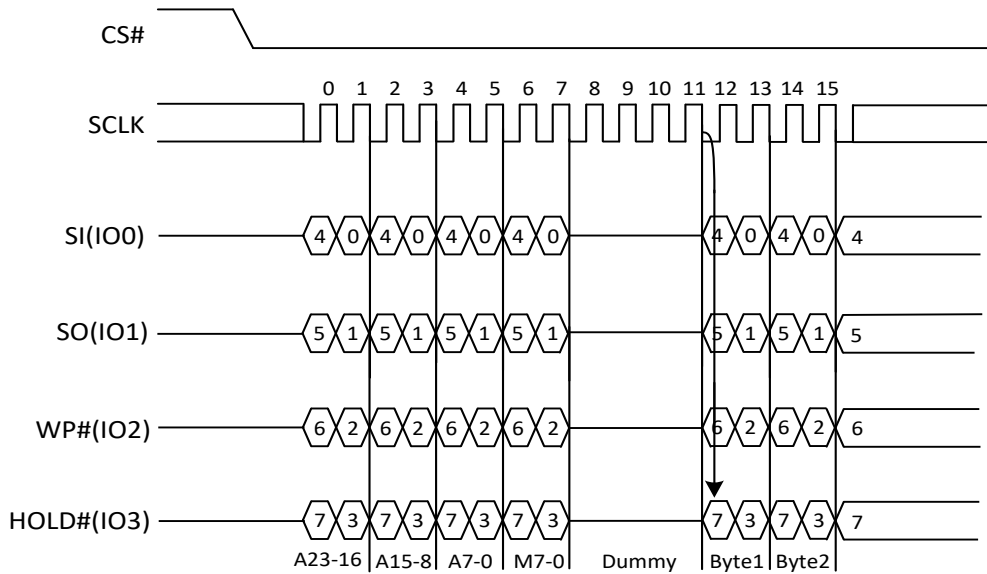 CS#
0 1 2 3 4 5 6 7 8 9 10 11 12 13 14 15
SCLK
SI(IO0) 4 0 4 0 4 0 4 0 4 0 4 0 4
SO(IO1) 5 1 5 1 5 1 5 1 5 1 5 1 5
WP#(IO2) 6 2 6 2 6 2 6 2 6 2 6 2 6
HOLD#(IO3) 7 3 7 3 7 3 7 3 7 3 7 3 7
A23-16 A15-8 A7-0 M7-0 Dummy Byte1 Byte2